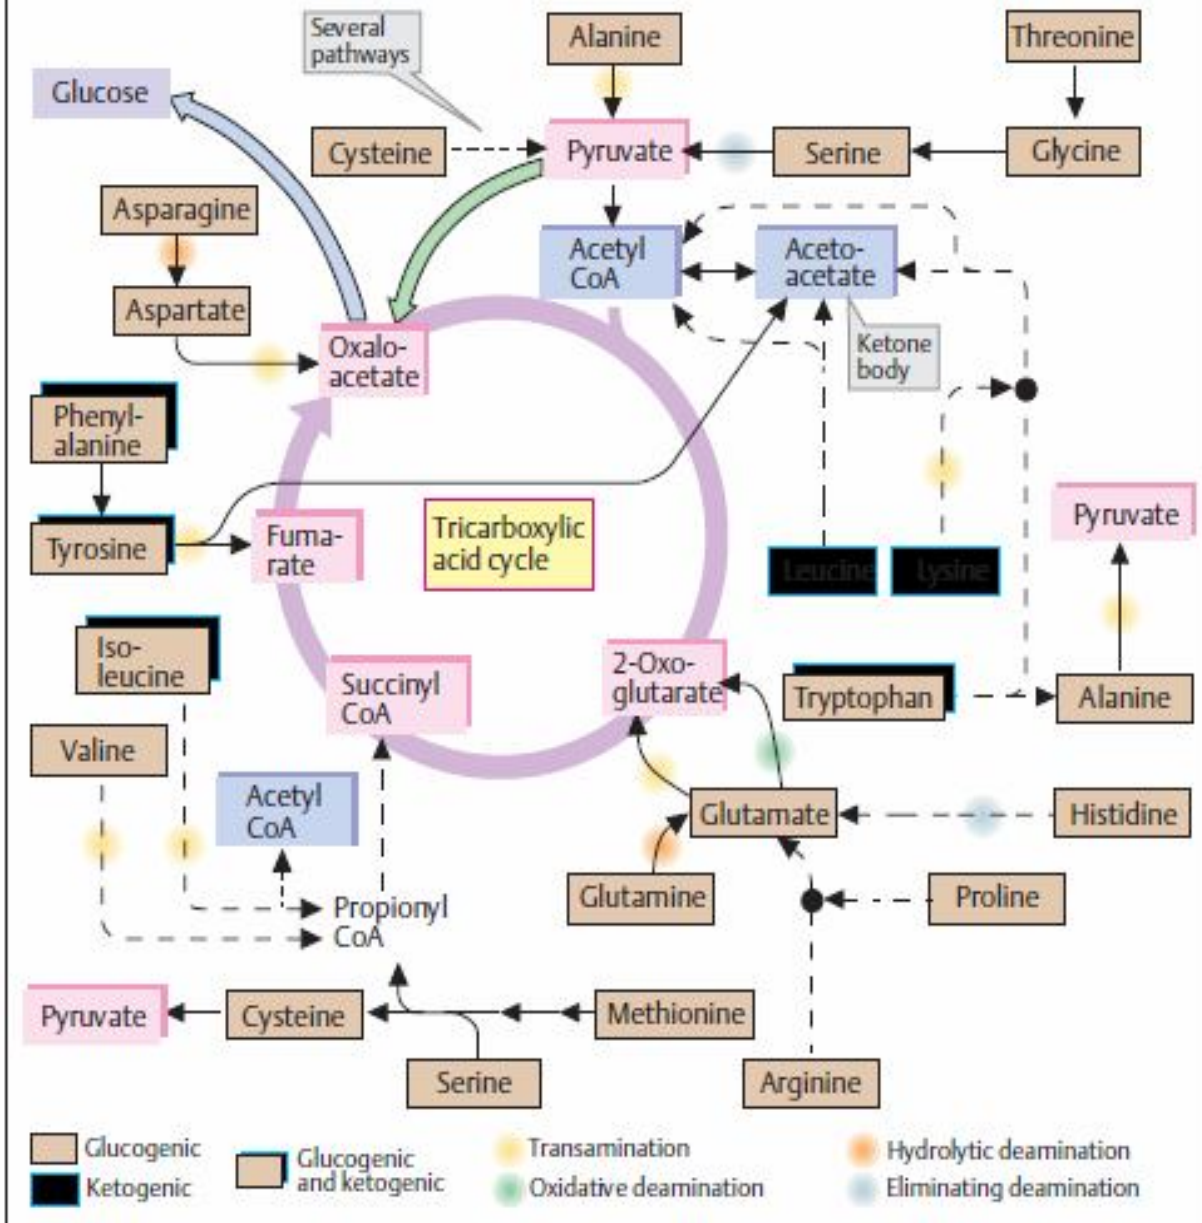 Several
pathways
Alanine
Threonine
Glucose
Cysteine
Pyruvate
Serine
Glycine
Asparagine
Acetyl
CoA
Aceto-
acetate
Aspartate
Oxalo-
acetate
Ketone
body
Phenyl-
alanine
Tyrosine
Fuma-
rate
Tricarboxylic
acid cycle
Leucine
Lysine
Pyruvate
Iso-
leucine
Succinyl
CoA
2-Oxo-
glutarate
Tryptophan
Alanine
Valine
Acetyl
CoA
Glutamate
Histidine
Glutamine
Proline
Propionyl
CoA
Pyruvate
Cysteine
Methionine
Serine
Arginine
Glucogenic
Ketogenic
Glucogenic
and ketogenic
Transamination
Oxidative deamination
Hydrolytic deamination
Eliminating deamination